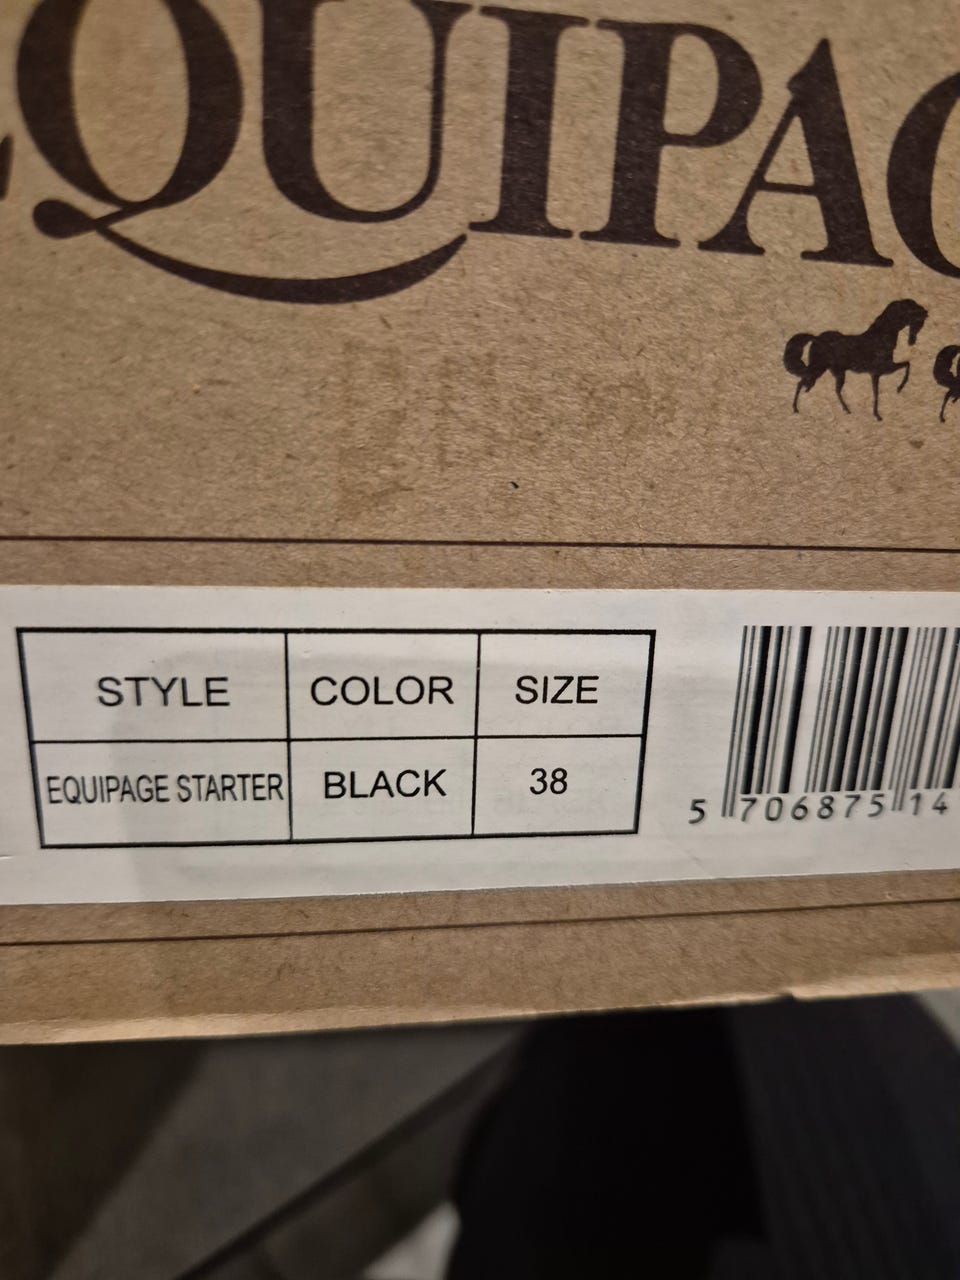 EQUIPAG
STYLE COLOR SIZE
EQUIPAGE STARTER BLACK 38
5 706875 14